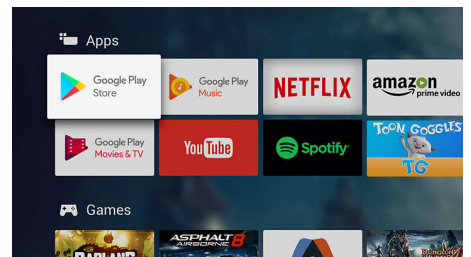 Apps
Google Play
Store
Google Play
Music
NETFLIX
amazon
prime video
Google Play
Movies & TV
YouTube
Spotify
TOON GOGGLES
TG
Games
BADLAND
ASPHALT 8
AIRBORNE